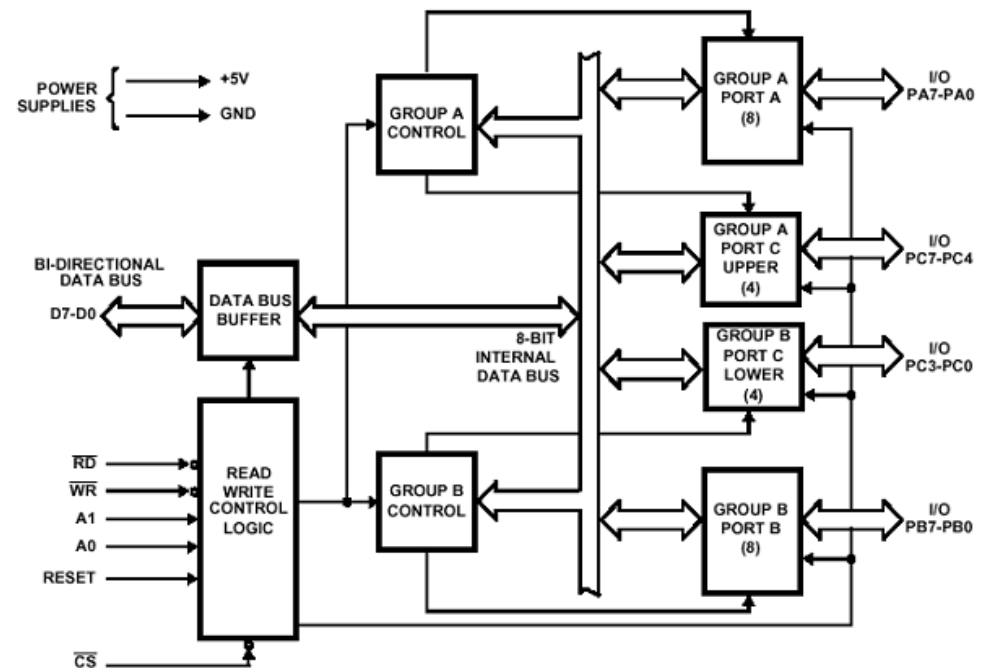 POWER
SUPPLIES
+5V
GND
GROUP A
CONTROL
GROUP A
PORT A
(8)
I/O
PA7-PA0
GROUP A
PORT C
UPPER
(4)
I/O
PC7-PC4
BI-DIRECTIONAL
DATA BUS
D7-D0
DATA BUS
BUFFER
8-BIT
INTERNAL
DATA BUS
GROUP B
PORT C
LOWER
(4)
I/O
PC3-PC0
RD
WR
A1
A0
RESET
CS
READ
WRITE
CONTROL
LOGIC
GROUP B
CONTROL
GROUP B
PORT B
(8)
I/O
PB7-PB0